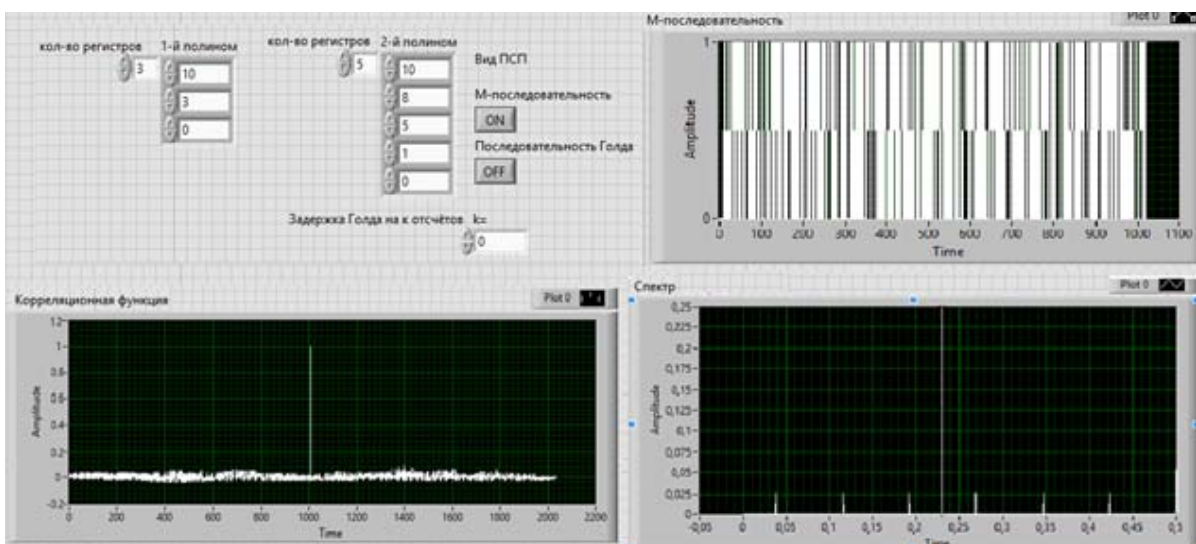 кол-во регистров
3
1-й полином
10
3
0
кол-во регистров
5
2-й полином
10
8
5
1
0
Вид ПСП
М-последовательность
ON
Последовательность Голда
OFF
Задержка Голда на к отсчётов k=
0
М-последовательность
Plot 0
Amplitude
1
0
0 100 200 300 400 500 600 700 800 900 1000 1100
Time
Корреляционная функция
Plot 0
Amplitude
1.2
1
0.8
0.6
0.4
0.2
0
-0.2
0 200 400 600 800 1000 1200 1400 1600 1800 2000 2200
Time
Спектр
Plot 0
Amplitude
0,25
0,225
0,2
0,175
0,15
0,125
0,1
0,075
0,05
0,025
0
-0,05 0 0,05 0,1 0,15 0,2 0,25 0,3 0,35 0,4 0,45 0,5
Time